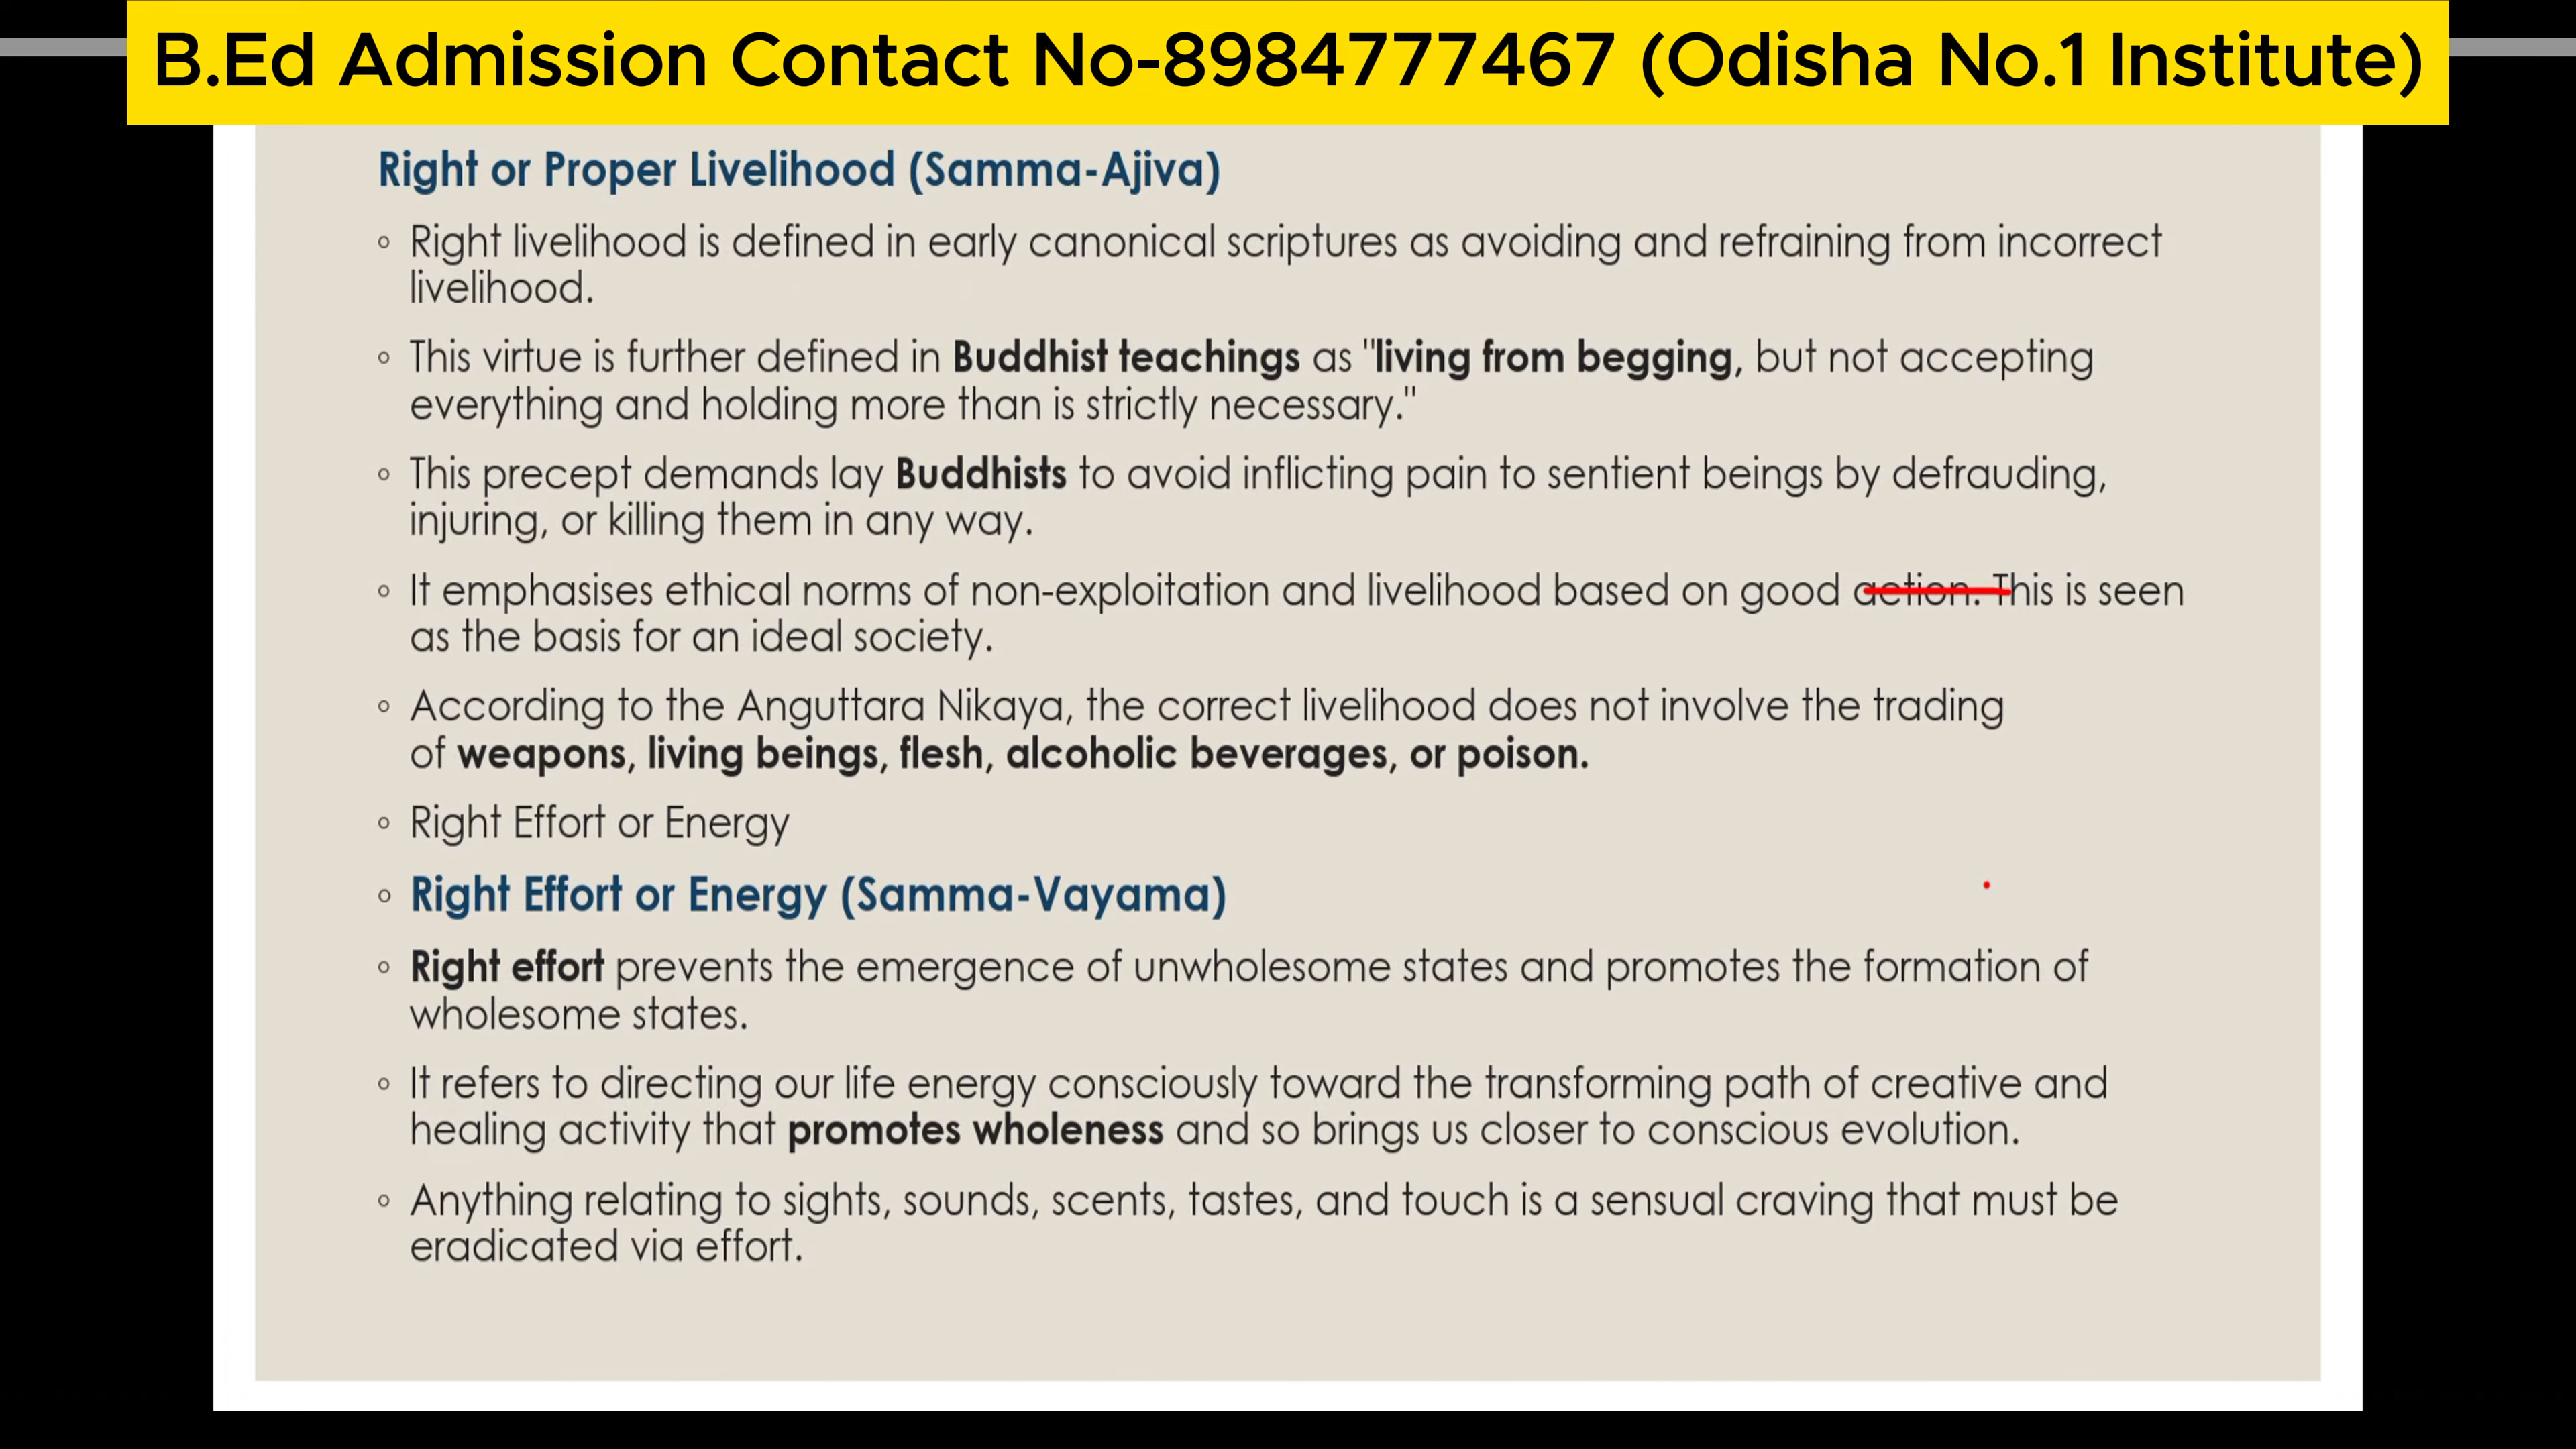 B.Ed Admission Contact No-8984777467 (Odisha No.1 Institute)
Right or Proper Livelihood (Samma-Ajiva)
◦ Right livelihood is defined in early canonical scriptures as avoiding and refraining from incorrect
livelihood.
◦ This virtue is further defined in Buddhist teachings as "living from begging, but not accepting
everything and holding more than is strictly necessary."
◦ This precept demands lay Buddhists to avoid inflicting pain to sentient beings by defrauding,
injuring, or killing them in any way.
◦ It emphasises ethical norms of non-exploitation and livelihood based on good action. This is seen
as the basis for an ideal society.
◦ According to the Anguttara Nikaya, the correct livelihood does not involve the trading
of weapons, living beings, flesh, alcoholic beverages, or poison.
◦ Right Effort or Energy
◦ Right Effort or Energy (Samma-Vayama)
◦ Right effort prevents the emergence of unwholesome states and promotes the formation of
wholesome states.
◦ It refers to directing our life energy consciously toward the transforming path of creative and
healing activity that promotes wholeness and so brings us closer to conscious evolution.
◦ Anything relating to sights, sounds, scents, tastes, and touch is a sensual craving that must be
eradicated via effort.